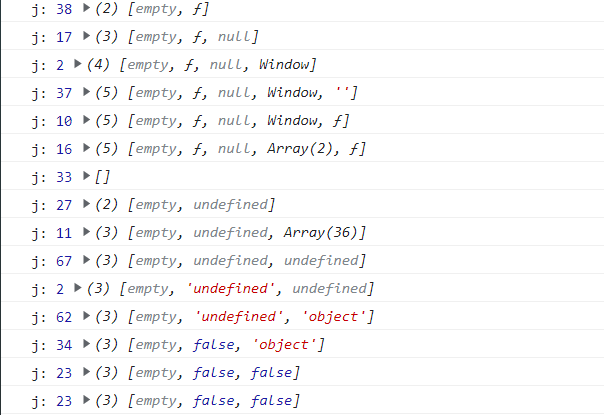 j: 38 ▶(2) [empty, ƒ]
j: 17 ▶(3) [empty, ƒ, null]
j: 2 ▶(4) [empty, ƒ, null, Window]
j: 37 ▶(5) [empty, ƒ, null, Window, '']
j: 10 ▶(5) [empty, ƒ, null, Window, ƒ]
j: 16 ▶(5) [empty, ƒ, null, Array(2), ƒ]
j: 33 ▶[]
j: 27 ▶(2) [empty, undefined]
j: 11 ▶(3) [empty, undefined, Array(36)]
j: 67 ▶(3) [empty, undefined, undefined]
j: 2 ▶(3) [empty, 'undefined', undefined]
j: 62 ▶(3) [empty, 'undefined', 'object']
j: 34 ▶(3) [empty, false, 'object']
j: 23 ▶(3) [empty, false, false]
j: 23 ▶(3) [empty, false, false]